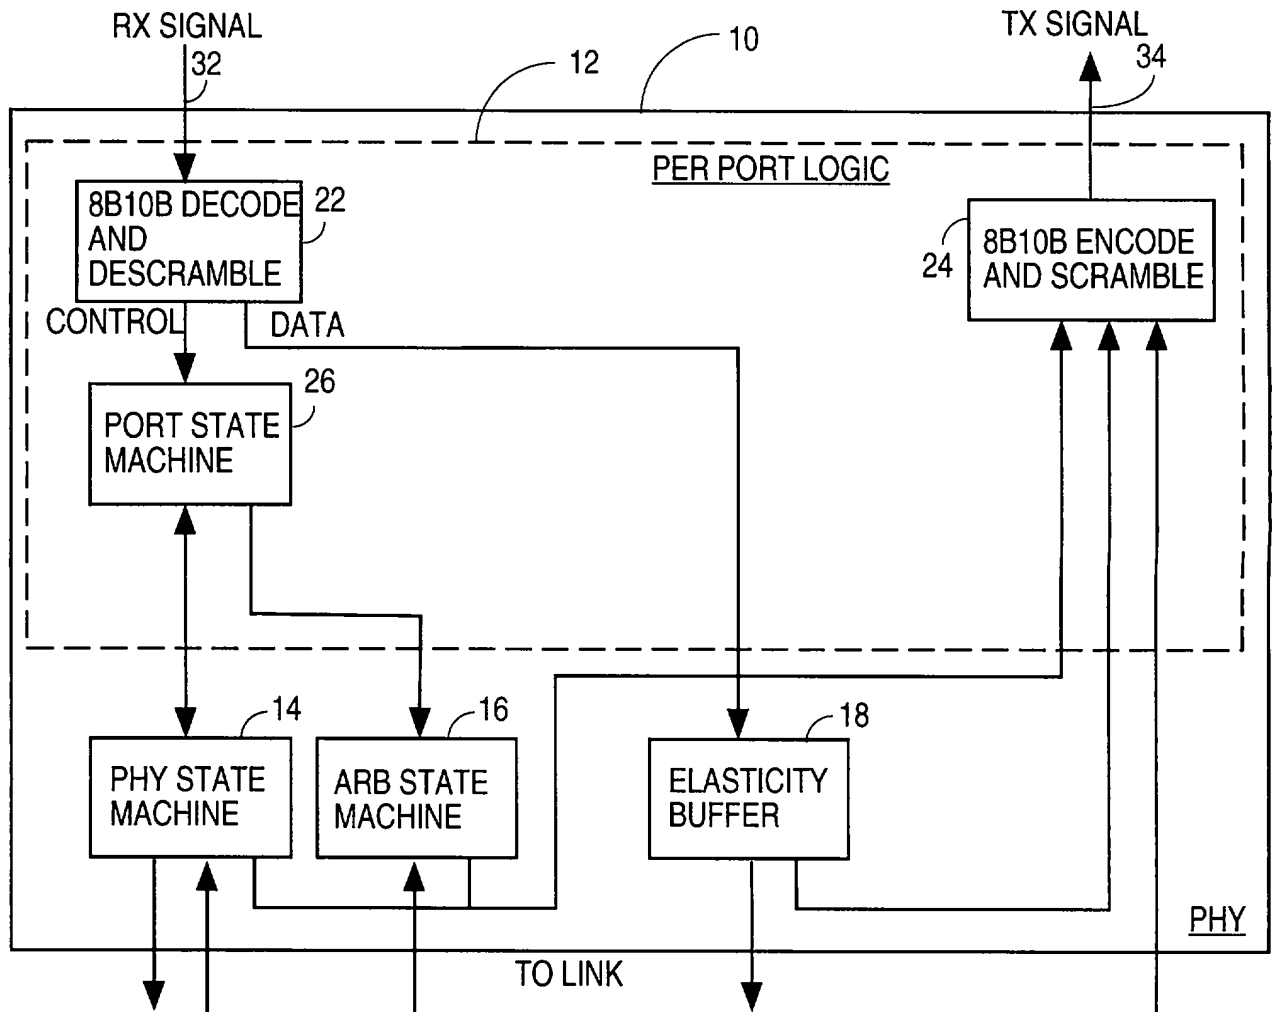 RX SIGNAL
TX SIGNAL
10
32
12
34
PER PORT LOGIC
8B10B DECODE
AND
DESCRAMBLE
22
24
8B10B ENCODE
AND SCRAMBLE
CONTROL
DATA
26
PORT STATE
MACHINE
14
16
18
PHY STATE
MACHINE
ARB STATE
MACHINE
ELASTICITY
BUFFER
PHY
TO LINK